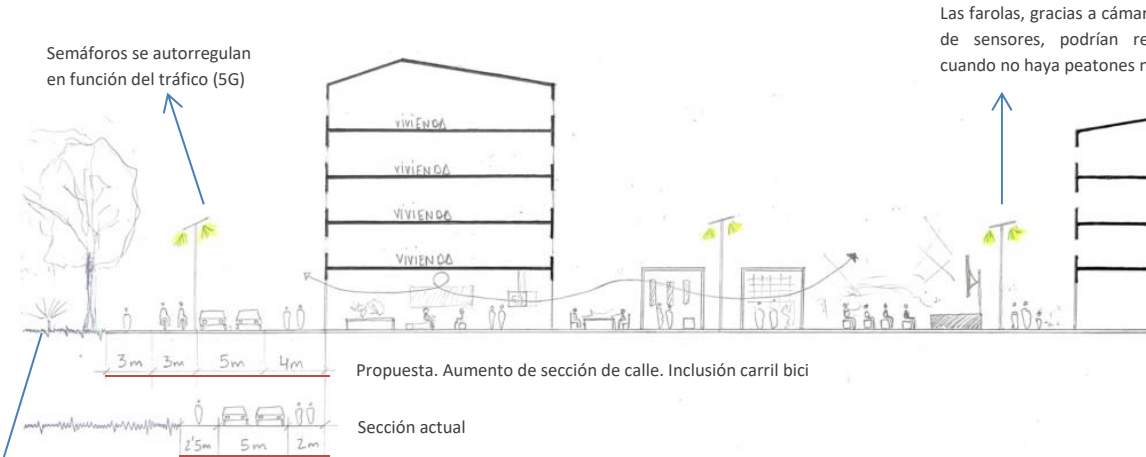 Las farolas, gracias a cámar
de sensores, podrían re
cuando no haya peatones n
Semáforos se autorregulan
en función del tráfico (5G)
VIVIENDA
VIVIENDA
VIVIENDA
VIVIENDA
3m 3m 5m 4m
Propuesta. Aumento de sección de calle. Inclusión carril bici
Sección actual
2'5m 5m 2m